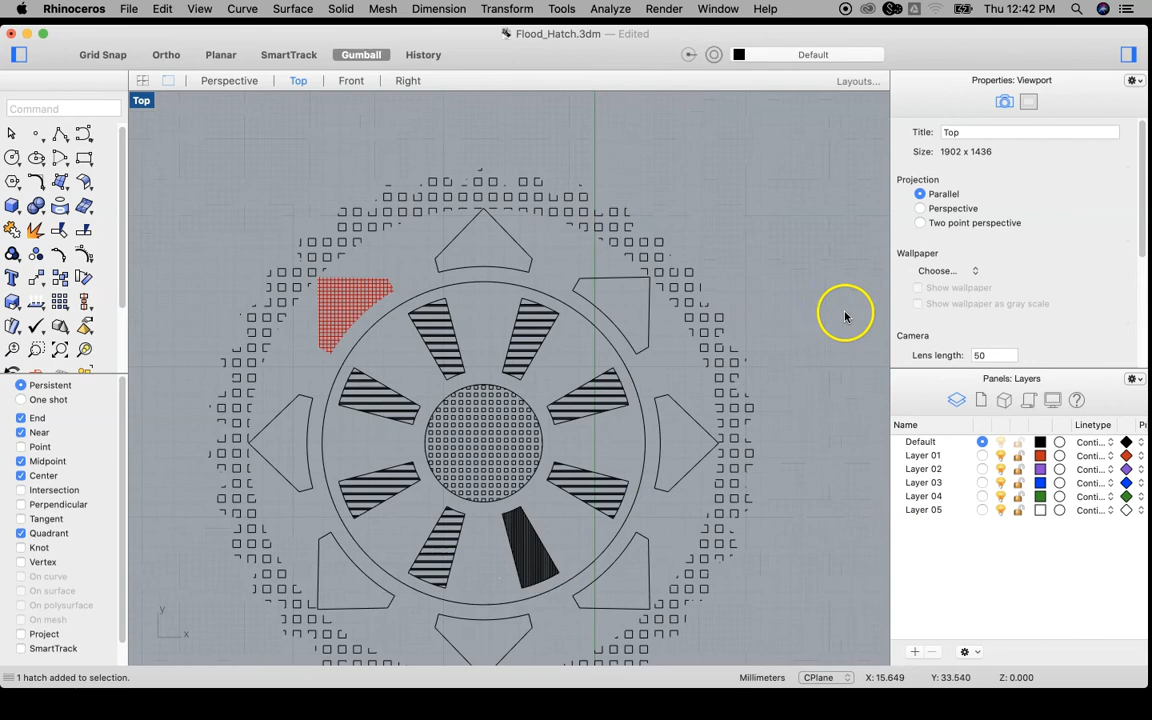 Rhinoceros File Edit View Curve Surface Solid Mesh Dimension Transform Tools Analyze Render Window Help Thu 12:42 PM
Flood_Hatch.3dm — Edited
Grid Snap Ortho Planar SmartTrack Gumball History Default
Perspective Top Front Right Layouts... Properties: Viewport
Top
Command
Title: Top
Size: 1902 x 1436
Projection
Parallel
Perspective
Two point perspective
Wallpaper
Choose...
Show wallpaper
Show wallpaper as gray scale
Camera
Lens length: 50
Panels: Layers
Persistent
One shot
End
Near
Point
Midpoint
Center
Intersection
Perpendicular
Tangent
Quadrant
Knot
Vertex
On curve
On surface
On polysurface
On mesh
Project
SmartTrack
Name Linetype
Default Conti...
Layer 01 Conti...
Layer 02 Conti...
Layer 03 Conti...
Layer 04 Conti...
Layer 05 Conti...
y
x
1 hatch added to selection. Millimeters CPlane X: 15.649 Y: 33.540 Z: 0.000